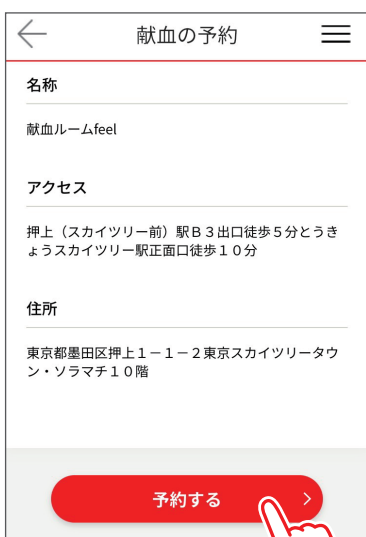 献血の予約
名称
献血ルームfeel
アクセス
押上（スカイツリー前）駅Ｂ３出口徒歩５分とうき
ょうスカイツリー駅正面口徒歩１０分
住所
東京都墨田区押上１－１－２東京スカイツリータウ
ン・ソラマチ１０階
予約する